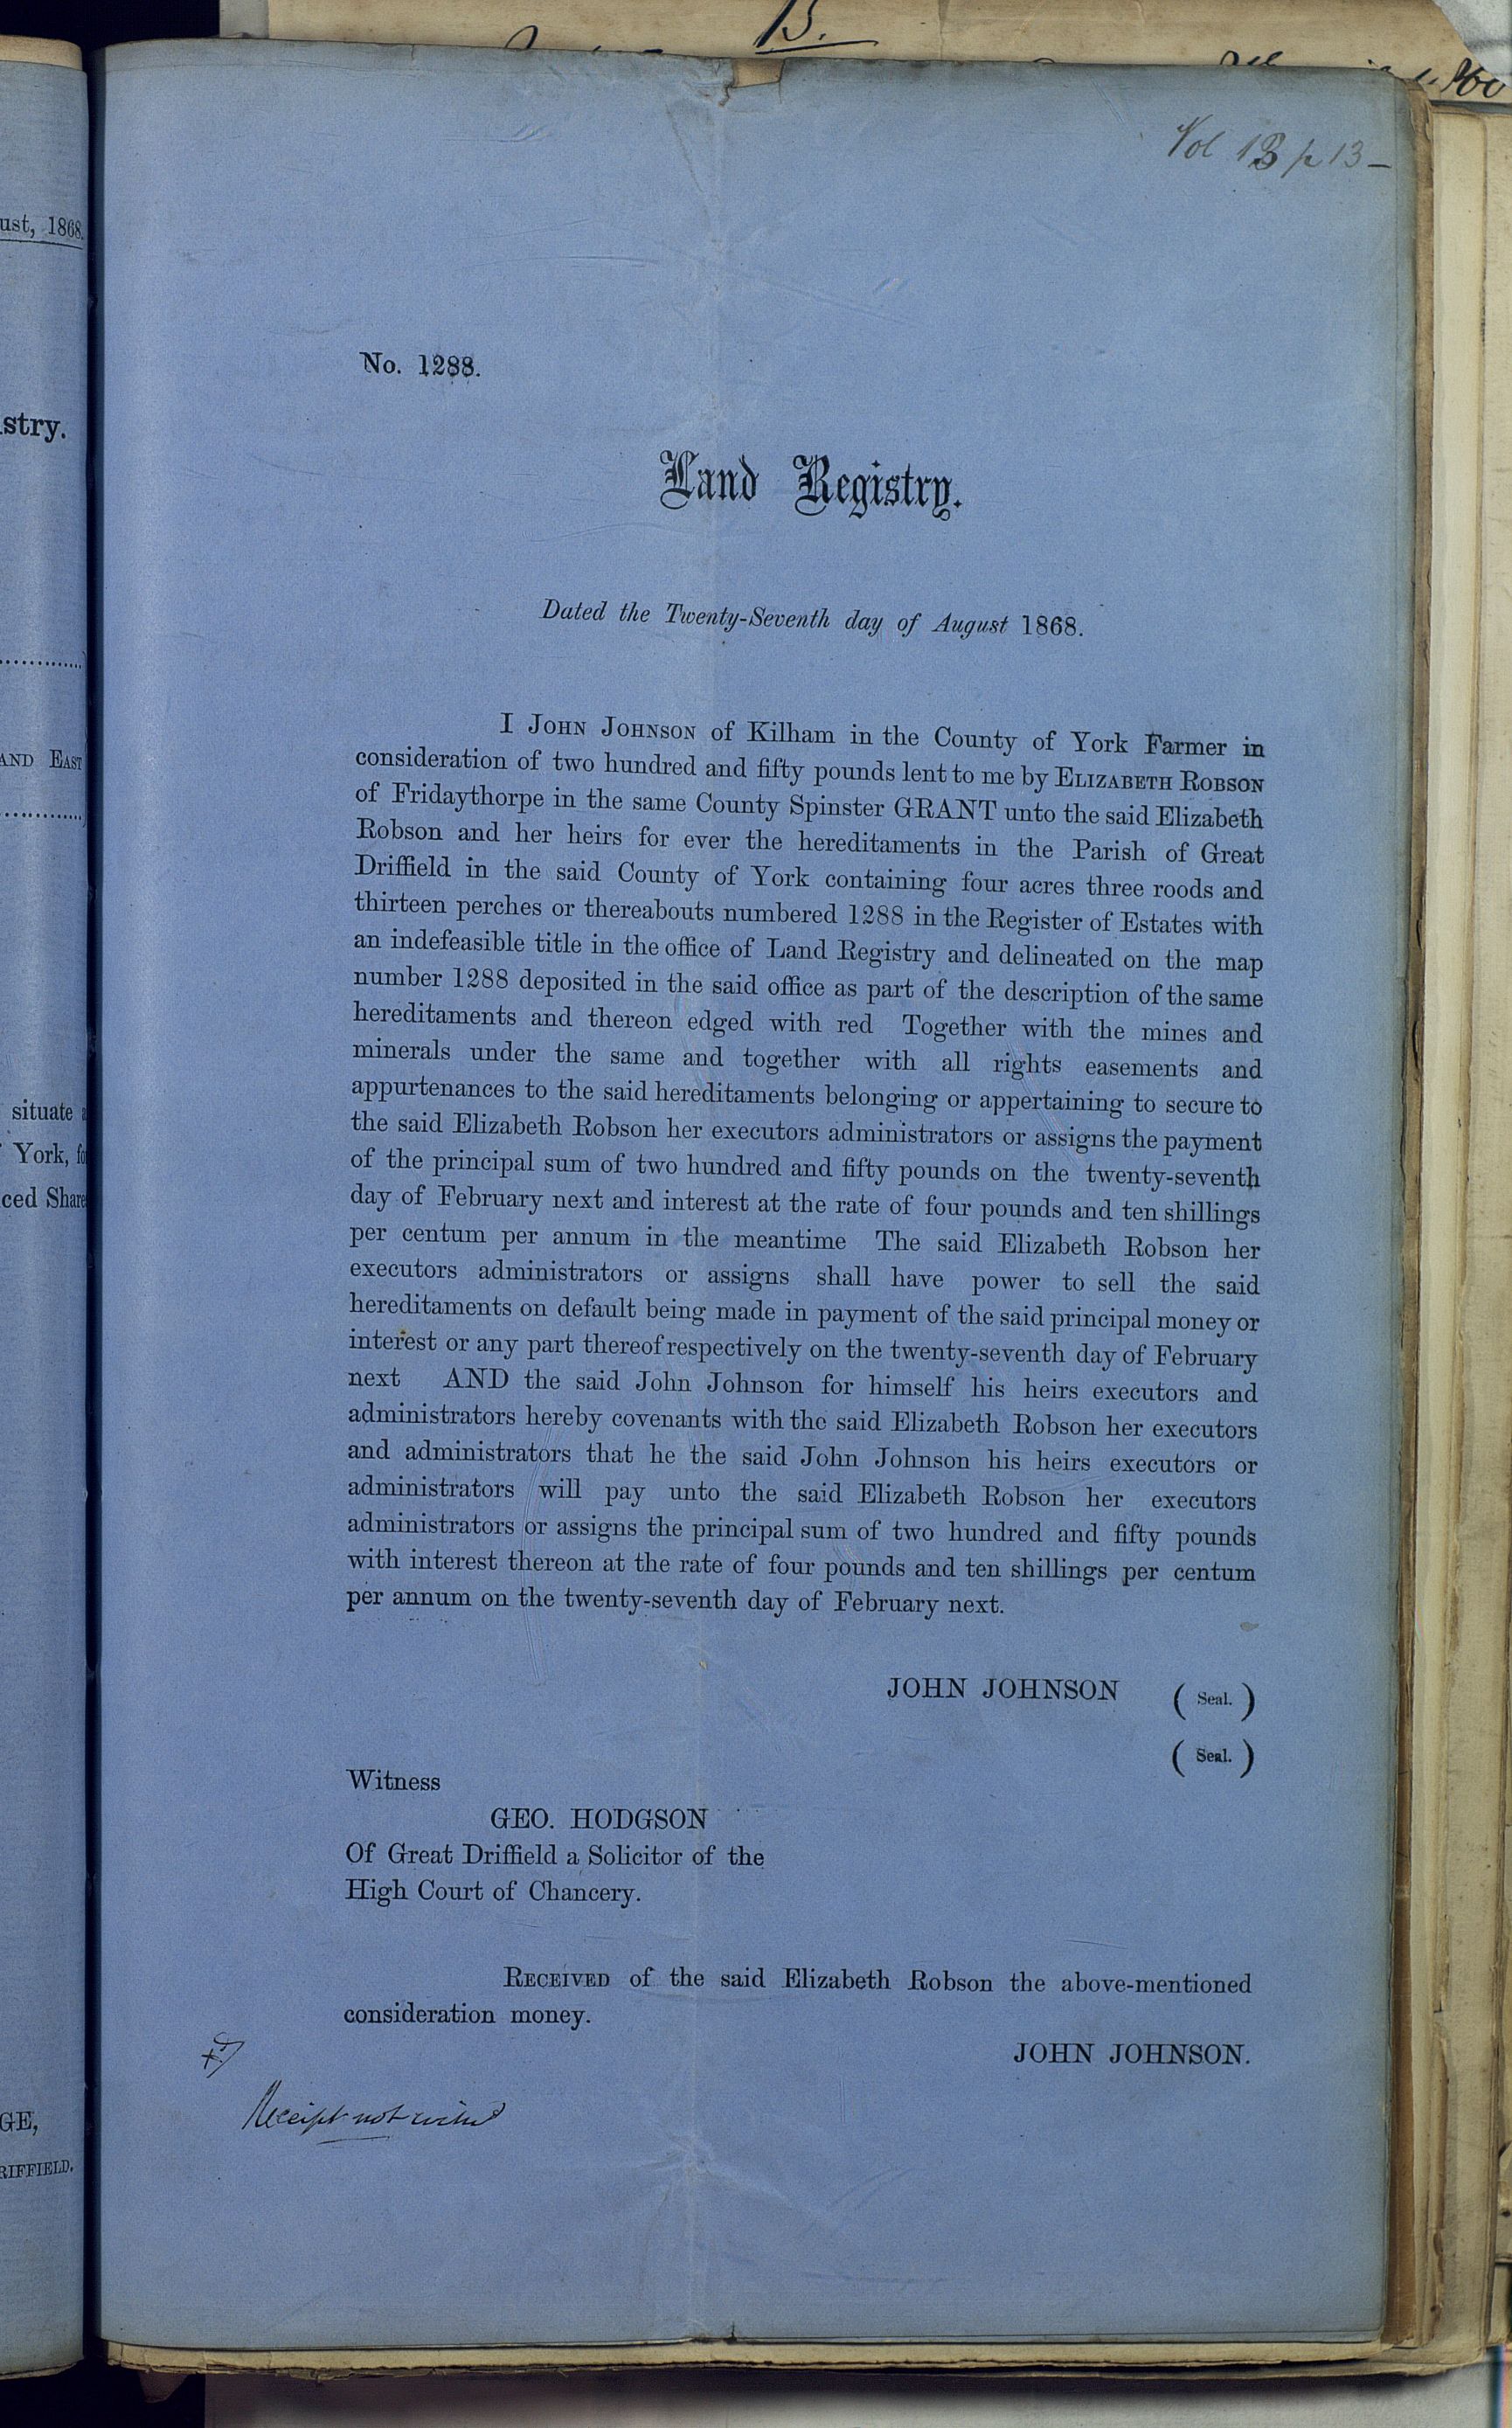 B.
ust, 1868.
stry.
AND EAST
situate
York, fo
ced Share
GE,
RIFFIELD.
Vol 13 p 13 –
No. 1288.
Land Registry.
Dated the Twenty-Seventh day of August 1868.
I JOHN JOHNSON of Kilham in the County of York Farmer in
consideration of two hundred and fifty pounds lent to me by ELIZABETH ROBSON
of Fridaythorpe in the same County Spinster GRANT unto the said Elizabeth
Robson and her heirs for ever the hereditaments in the Parish of Great
Driffield in the said County of York containing four acres three roods and
thirteen perches or thereabouts numbered 1288 in the Register of Estates with
an indefeasible title in the office of Land Registry and delineated on the map
number 1288 deposited in the said office as part of the description of the same
hereditaments and thereon edged with red Together with the mines and
minerals under the same and together with all rights easements and
appurtenances to the said hereditaments belonging or appertaining to secure to
the said Elizabeth Robson her executors administrators or assigns the payment
of the principal sum of two hundred and fifty pounds on the twenty-seventh
day of February next and interest at the rate of four pounds and ten shillings
per centum per annum in the meantime The said Elizabeth Robson her
executors administrators or assigns shall have power to sell the said
hereditaments on default being made in payment of the said principal money or
interest or any part thereof respectively on the twenty-seventh day of February
next AND the said John Johnson for himself his heirs executors and
administrators hereby covenants with the said Elizabeth Robson her executors
and administrators that he the said John Johnson his heirs executors or
administrators will pay unto the said Elizabeth Robson her executors
administrators or assigns the principal sum of two hundred and fifty pounds
with interest thereon at the rate of four pounds and ten shillings per centum
per annum on the twenty-seventh day of February next.
JOHN JOHNSON ( Seal. )
( Seal. )
Witness
GEO. HODGSON
Of Great Driffield a Solicitor of the
High Court of Chancery.
RECEIVED of the said Elizabeth Robson the above-mentioned
consideration money.
JOHN JOHNSON.
Receipt not